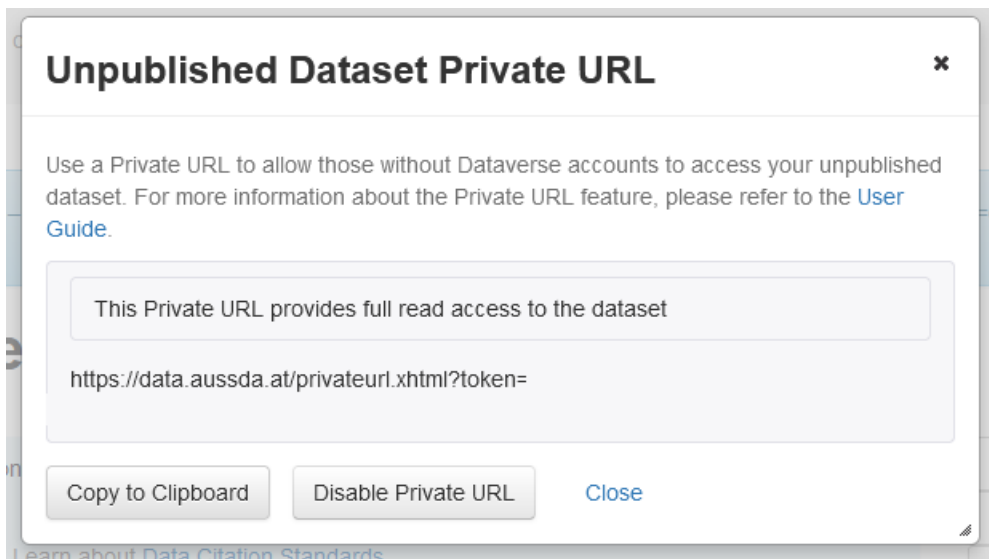 Unpublished Dataset Private URL
Use a Private URL to allow those without Dataverse accounts to access your unpublished
dataset. For more information about the Private URL feature, please refer to the User
Guide.
This Private URL provides full read access to the dataset
https://data.aussda.at/privateurl.xhtml?token=
Copy to Clipboard
Disable Private URL
Close
Learn about Data Citation Standards